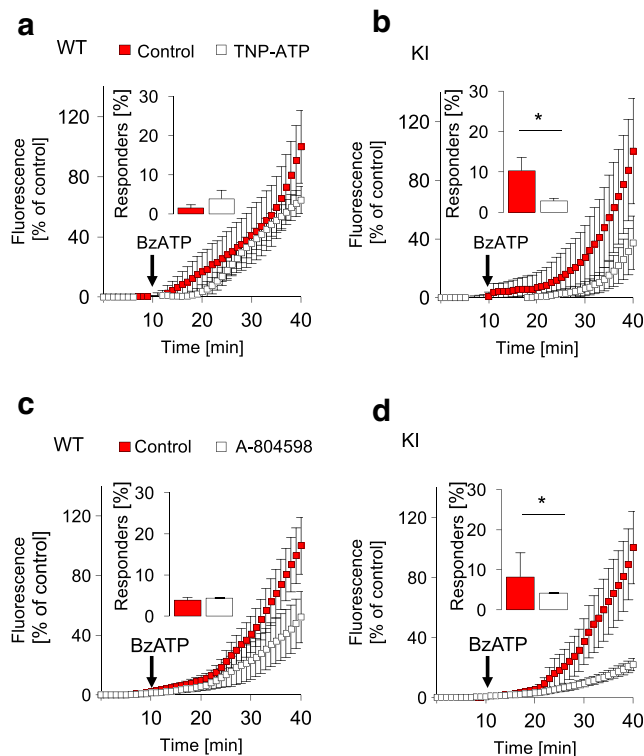 a
WT
Control
TNP-ATP
Fluorescence
[% of control]
120
80
40
0
Responders [%]
30
20
10
0
BzATP
10 20 30 40
Time [min]
b
KI
Fluorescence
[% of control]
120
80
40
0
Responders [%]
30
20
10
0
*
BzATP
10 20 30 40
Time [min]
c
WT
Control
A-804598
Fluorescence
[% of control]
120
80
40
0
Responders [%]
30
20
10
0
BzATP
10 20 30 40
Time [min]
d
KI
Fluorescence
[% of control]
120
80
40
0
Responders [%]
30
20
10
0
*
BzATP
10 20 30 40
Time [min]